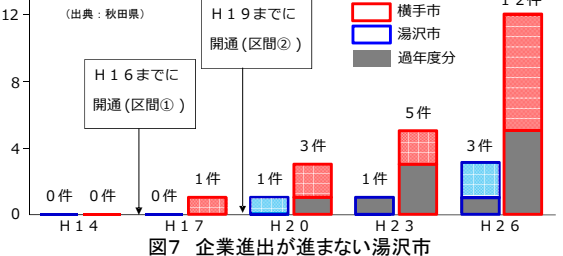 12
8
4
0
（出典：秋田県）
H16までに
開通(区間①)
H19までに
開通(区間②)
横手市
湯沢市
過年度分
0件
0件
0件
1件
1件
3件
1件
5件
3件
12件
H14
H17
H20
H23
H26
図7 企業進出が進まない湯沢市